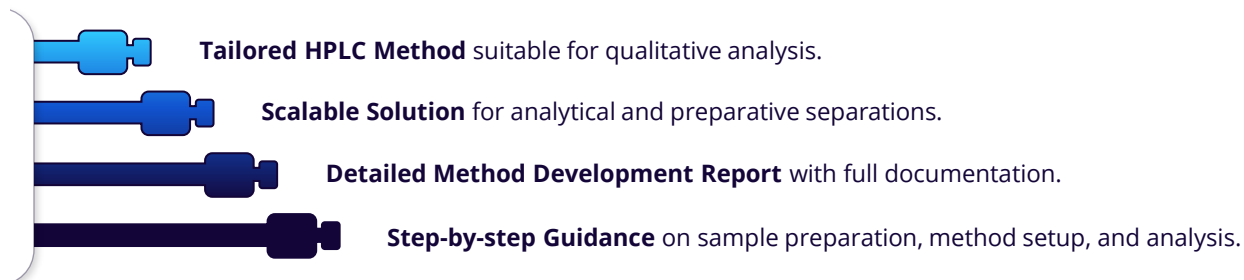 Tailored HPLC Method suitable for qualitative analysis.
Scalable Solution for analytical and preparative separations.
Detailed Method Development Report with full documentation.
Step-by-step Guidance on sample preparation, method setup, and analysis.